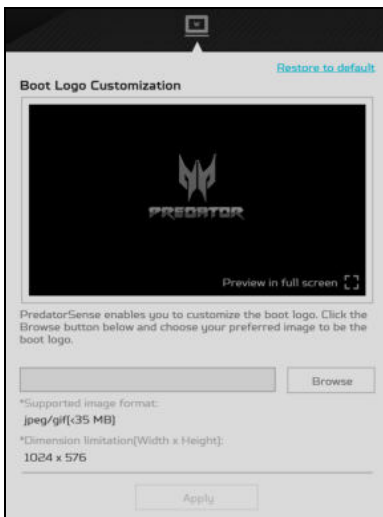 Restore to default
Boot Logo Customization
PREDATOR
Preview in full screen
PredatorSense enables you to customize the boot logo. Click the
Browse button below and choose your preferred image to be the
boot logo.
Browse
*Supported image format:
jpeg/gif(<35 MB)
*Dimension limitation(Width x Height):
1024 x 576
Apply